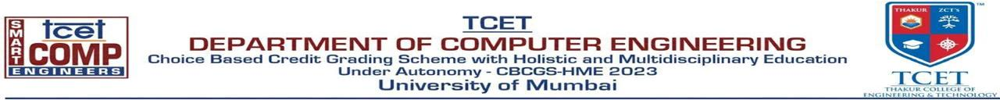 SMART
tcet
COMP
ENGINEERS
TCET
DEPARTMENT OF COMPUTER ENGINEERING
Choice Based Credit Grading Scheme with Holistic and Multidisciplinary Education
Under Autonomy - CBCGS-HME 2023
University of Mumbai
THAKUR ZCT's
TM
TCET
THAKUR COLLEGE OF
ENGINEERING & TECHNOLOGY